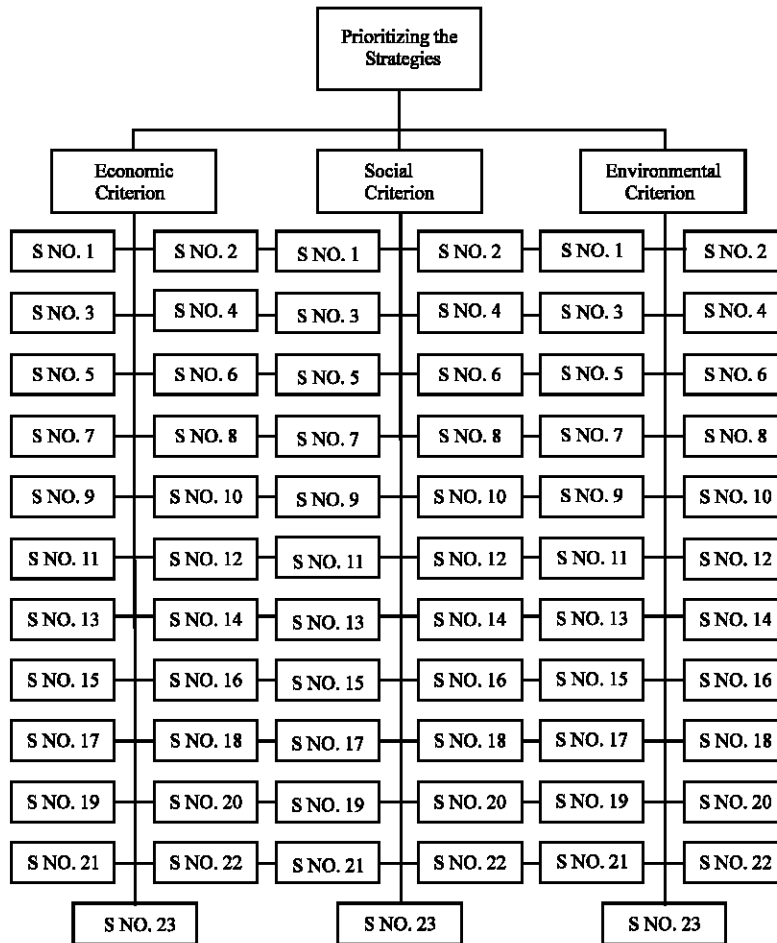 Prioritizing the
Strategies
Economic
Criterion
Social
Criterion
Environmental
Criterion
S NO. 1 S NO. 2 S NO. 1 S NO. 2 S NO. 1 S NO. 2
S NO. 3 S NO. 4 S NO. 3 S NO. 4 S NO. 3 S NO. 4
S NO. 5 S NO. 6 S NO. 5 S NO. 6 S NO. 5 S NO. 6
S NO. 7 S NO. 8 S NO. 7 S NO. 8 S NO. 7 S NO. 8
S NO. 9 S NO. 10 S NO. 9 S NO. 10 S NO. 9 S NO. 10
S NO. 11 S NO. 12 S NO. 11 S NO. 12 S NO. 11 S NO. 12
S NO. 13 S NO. 14 S NO. 13 S NO. 14 S NO. 13 S NO. 14
S NO. 15 S NO. 16 S NO. 15 S NO. 16 S NO. 15 S NO. 16
S NO. 17 S NO. 18 S NO. 17 S NO. 18 S NO. 17 S NO. 18
S NO. 19 S NO. 20 S NO. 19 S NO. 20 S NO. 19 S NO. 20
S NO. 21 S NO. 22 S NO. 21 S NO. 22 S NO. 21 S NO. 22
S NO. 23 S NO. 23 S NO. 23